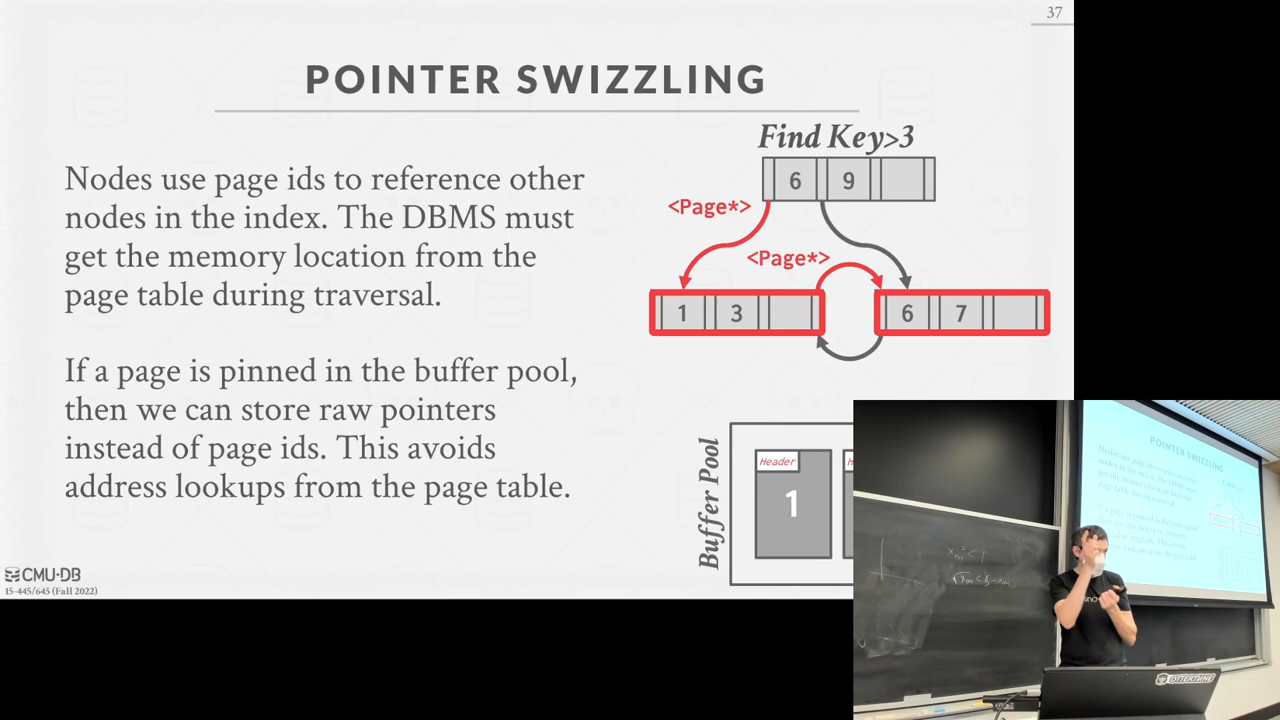 37
POINTER SWIZZLING
Nodes use page ids to reference other
nodes in the index. The DBMS must
get the memory location from the
page table during traversal.
If a page is pinned in the buffer pool,
then we can store raw pointers
instead of page ids. This avoids
address lookups from the page table.
Find Key>3
6 9
<Page*>
<Page*>
1 3
6 7
Buffer Pool
Header
1
H
CMU·DB
15-445/645 (Fall 2022)
POINTER SWIZZLING
OTTERTUNE